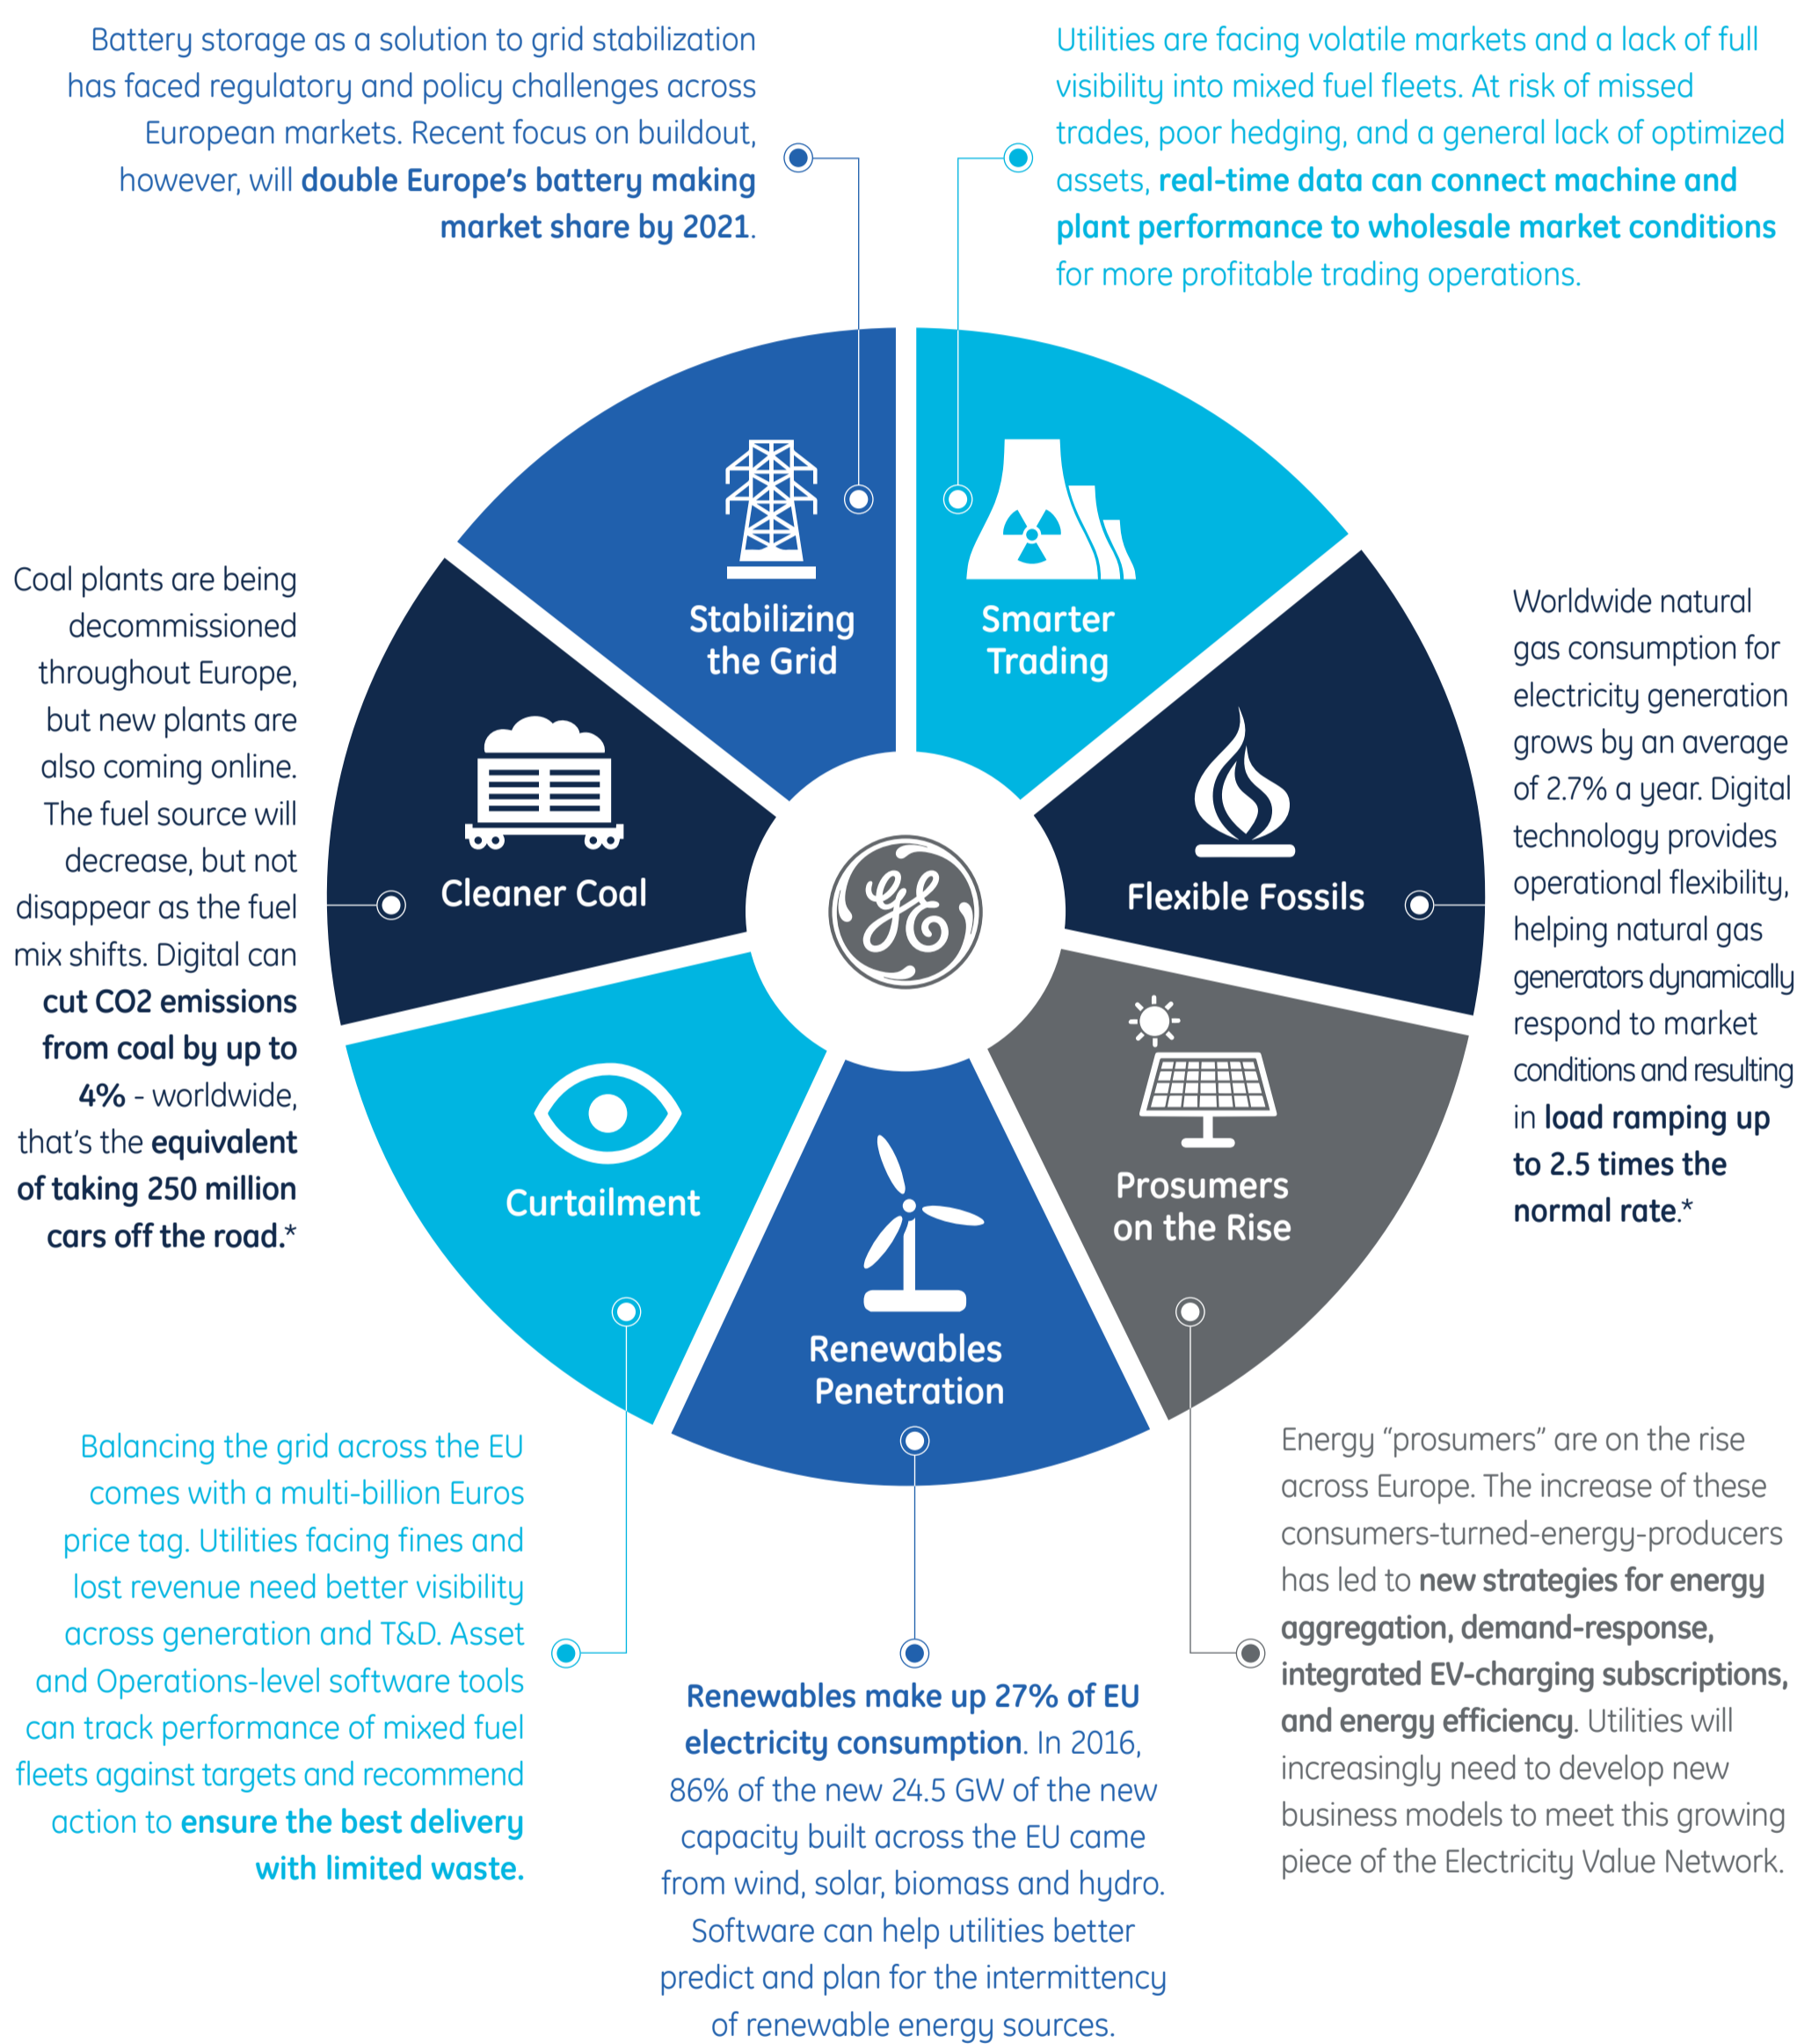 Battery storage as a solution to grid stabilization
has faced regulatory and policy challenges across
European markets. Recent focus on buildout,
however, will double Europe’s battery making
market share by 2021.
Utilities are facing volatile markets and a lack of full
visibility into mixed fuel fleets. At risk of missed
trades, poor hedging, and a general lack of optimized
assets, real-time data can connect machine and
plant performance to wholesale market conditions
for more profitable trading operations.
Stabilizing
the Grid
Smarter
Trading
Coal plants are being
decommissioned
throughout Europe,
but new plants are
also coming online.
The fuel source will
decrease, but not
disappear as the fuel
mix shifts. Digital can
cut CO2 emissions
from coal by up to
4% - worldwide,
that’s the equivalent
of taking 250 million
cars off the road.*
Cleaner Coal
GE
Flexible Fossils
Worldwide natural
gas consumption for
electricity generation
grows by an average
of 2.7% a year. Digital
technology provides
operational flexibility,
helping natural gas
generators dynamically
respond to market
conditions and resulting
in load ramping up
to 2.5 times the
normal rate.*
Curtailment
Renewables
Penetration
Prosumers
on the Rise
Balancing the grid across the EU
comes with a multi-billion Euros
price tag. Utilities facing fines and
lost revenue need better visibility
across generation and T&D. Asset
and Operations-level software tools
can track performance of mixed fuel
fleets against targets and recommend
action to ensure the best delivery
with limited waste.
Renewables make up 27% of EU
electricity consumption. In 2016,
86% of the new 24.5 GW of the new
capacity built across the EU came
from wind, solar, biomass and hydro.
Software can help utilities better
predict and plan for the intermittency
of renewable energy sources.
Energy “prosumers” are on the rise
across Europe. The increase of these
consumers-turned-energy-producers
has led to new strategies for energy
aggregation, demand-response,
integrated EV-charging subscriptions,
and energy efficiency. Utilities will
increasingly need to develop new
business models to meet this growing
piece of the Electricity Value Network.